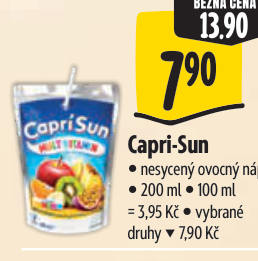 BĚŽNÁ CENA
13.90
7.90
Capri-Sun
MULTIVITAMIN
Capri-Sun
• nesycený ovocný náp
• 200 ml • 100 ml
= 3,95 Kč • vybrané
druhy ▼ 7,90 Kč